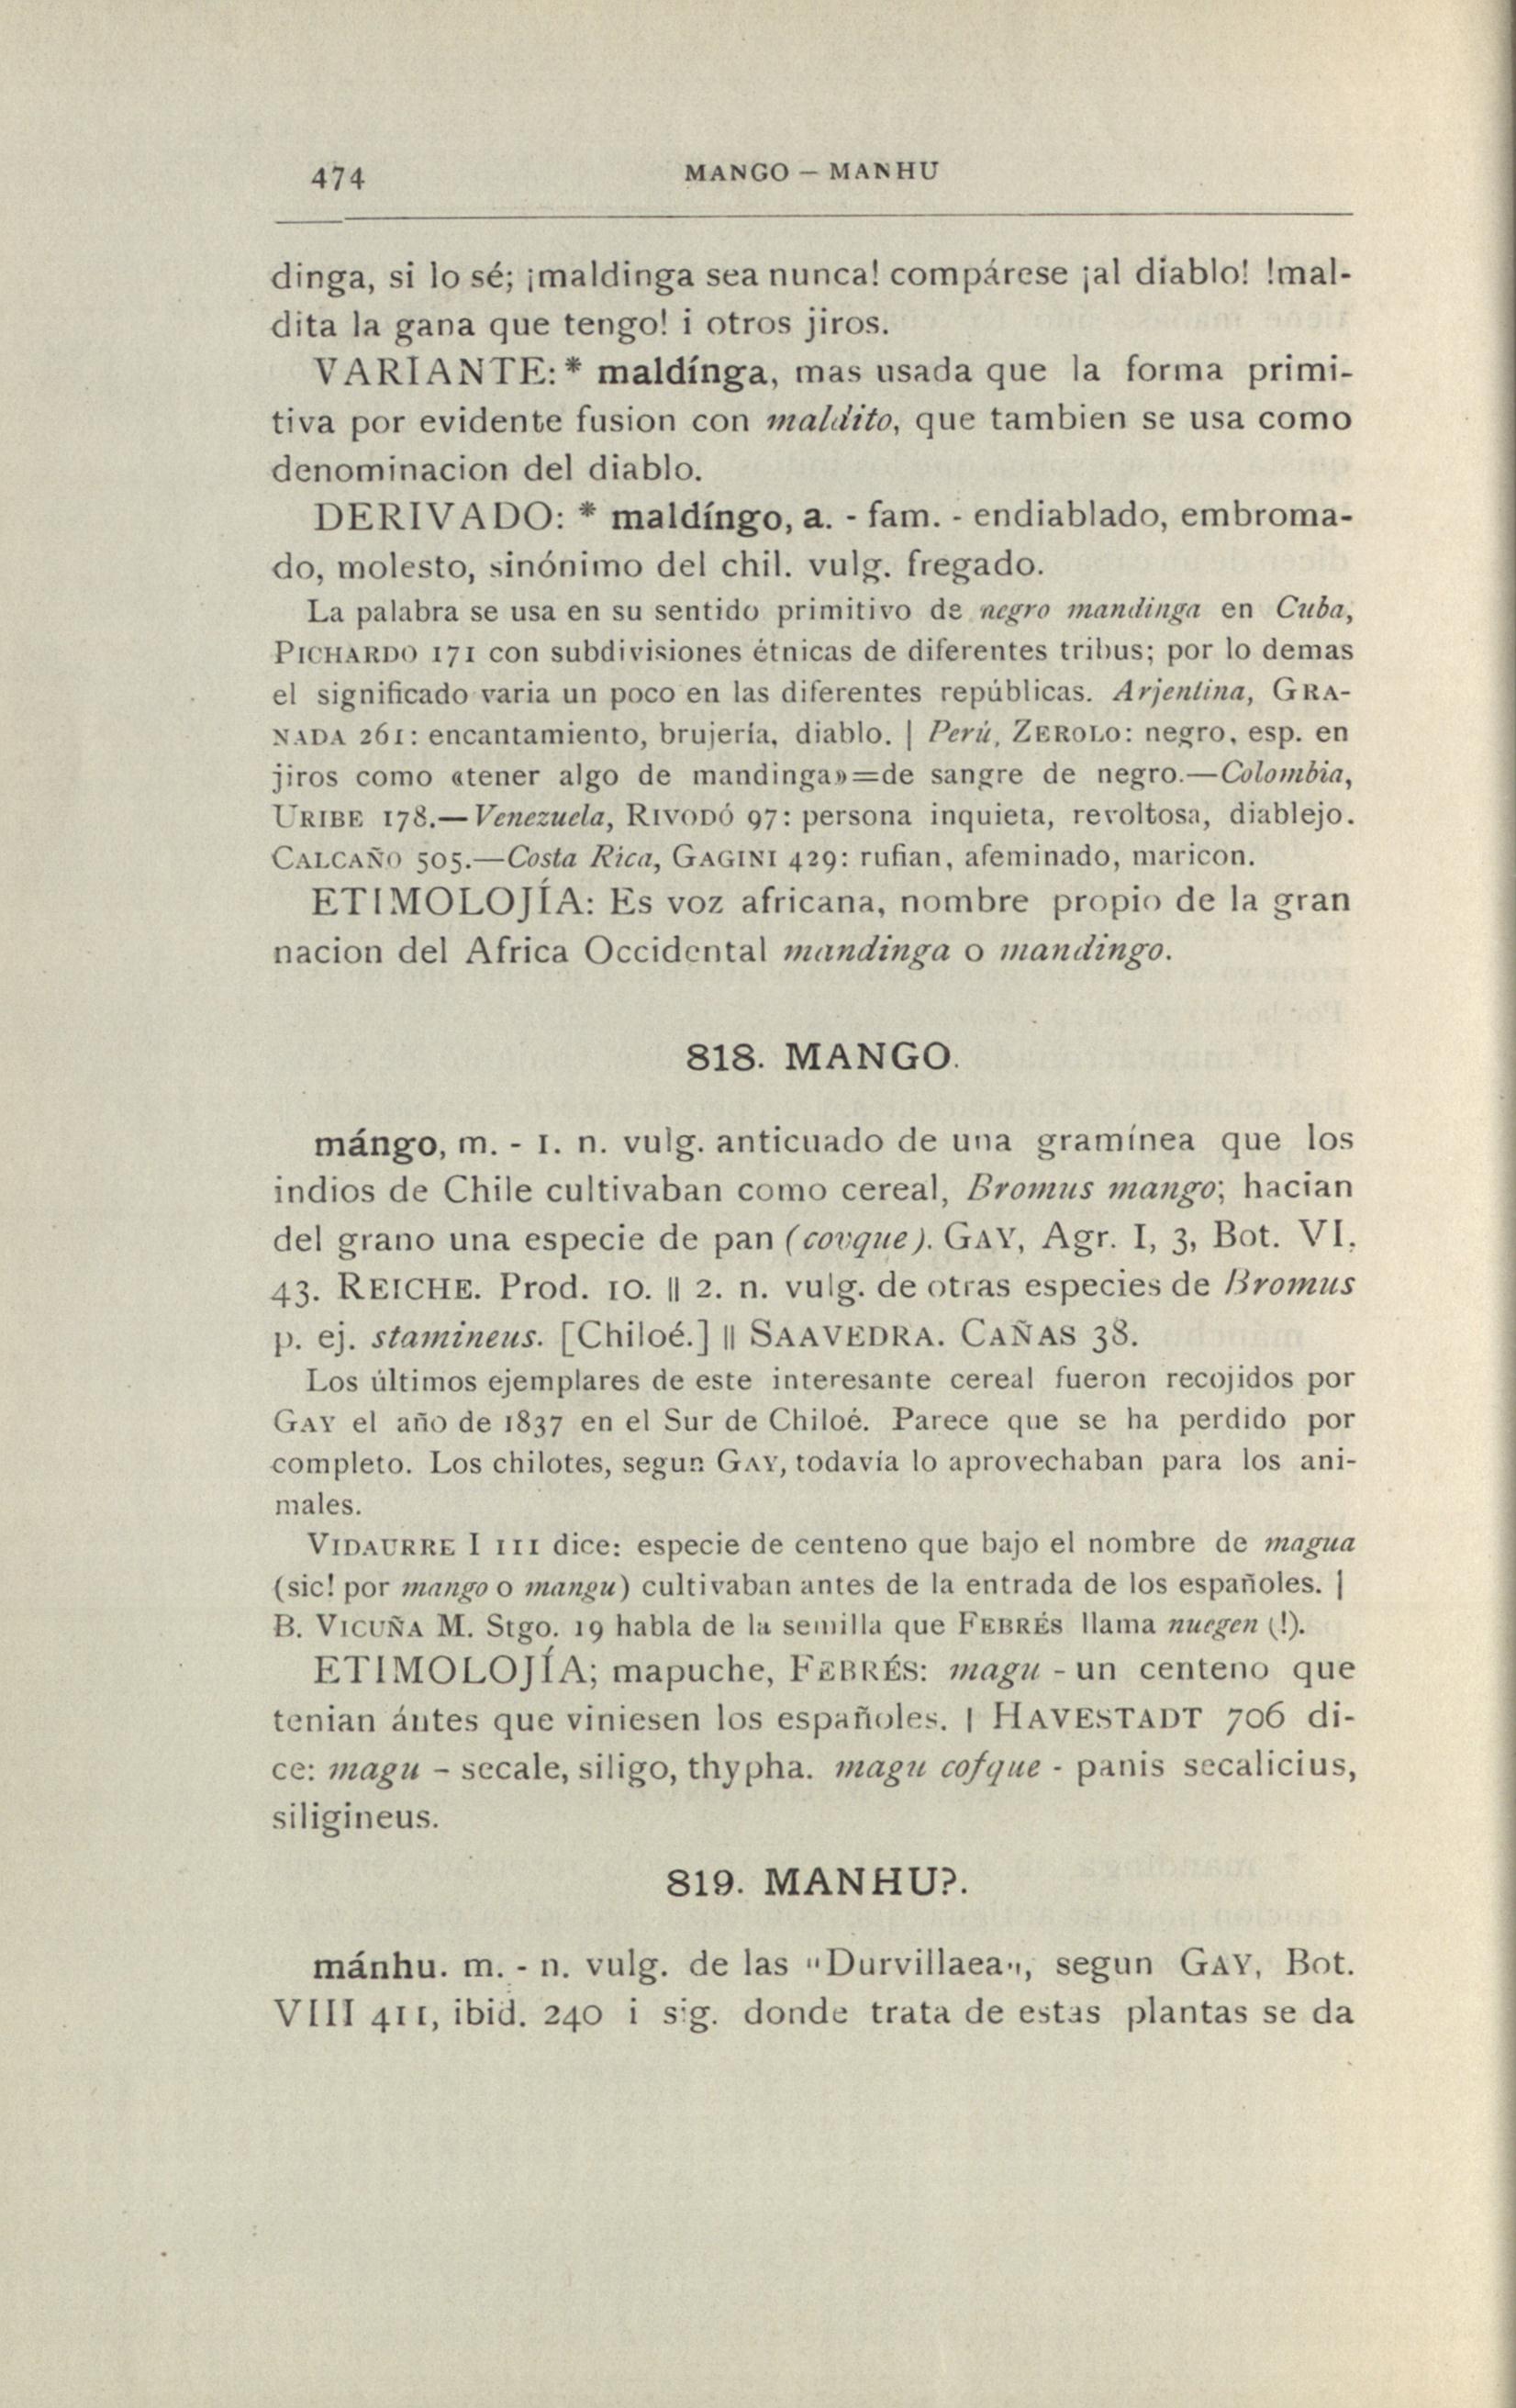 474
MANGO — MANHU
dinga, si lo sé; ¡maldinga sea nunca! compárese ¡al diablo! !mal-
dita la gana que tengo! i otros jiros.
VARIANTE: * maldínga, mas usada que la forma primi-
tiva por evidente fusion con maldito, que tambien se usa como
denominacion del diablo.
DERIVADO: * maldíngo, a. - fam. - endiablado, embroma-
do, molesto, sinónimo del chil. vulg. fregado.
La palabra se usa en su sentido primitivo de negro mandinga en Cuba,
PICHARDO 171 con subdivisiones étnicas de diferentes tribus; por lo demas
el significado varia un poco en las diferentes repúblicas. Arjentina, GRA-
NADA 261: encantamiento, brujería, diablo. | Perú, ZEROLO: negro, esp. en
jiros como «tener algo de mandinga»=de sangre de negro.—Colombia,
URIBE 178.—Venezuela, RIVODÓ 97: persona inquieta, revoltosa, diablejo.
CALCAÑO 505.—Costa Rica, GAGINI 429: rufian, afeminado, maricon.
ETIMOLOJÍA: Es voz africana, nombre propio de la gran
nacion del Africa Occidental mandinga o mandingo.
818. MANGO.
mángo, m. - 1. n. vulg. anticuado de una gramínea que los
indios de Chile cultivaban como cereal, Bromus mango; hacian
del grano una especie de pan (covque). GAY, Agr. I, 3, Bot. VI,
43. REICHE. Prod. 10. || 2. n. vulg. de otras especies de Bromus
p. ej. stamineus. [Chiloé.] || SAAVEDRA. CAÑAS 38.
Los últimos ejemplares de este interesante cereal fueron recojidos por
GAY el año de 1837 en el Sur de Chiloé. Parece que se ha perdido por
completo. Los chilotes, segun GAY, todavía lo aprovechaban para los ani-
males.
VIDAURRE I 111 dice: especie de centeno que bajo el nombre de magua
(sic! por mango o mangu) cultivaban antes de la entrada de los españoles. |
B. VICUÑA M. Stgo. 19 habla de la semilla que FEBRÉS llama nuegen (!).
ETIMOLOJÍA; mapuche, FEBRÉS: magu - un centeno que
tenian ántes que viniesen los españoles. | HAVESTADT 706 di-
ce: magu – secale, siligo, thypha. magu cofque - panis secalicius,
siligineus.
819. MANHU?.
mánhu. m. - n. vulg. de las "Durvillaea", segun GAY, Bot.
VIII 411, ibid. 240 i sig. donde trata de estas plantas se da